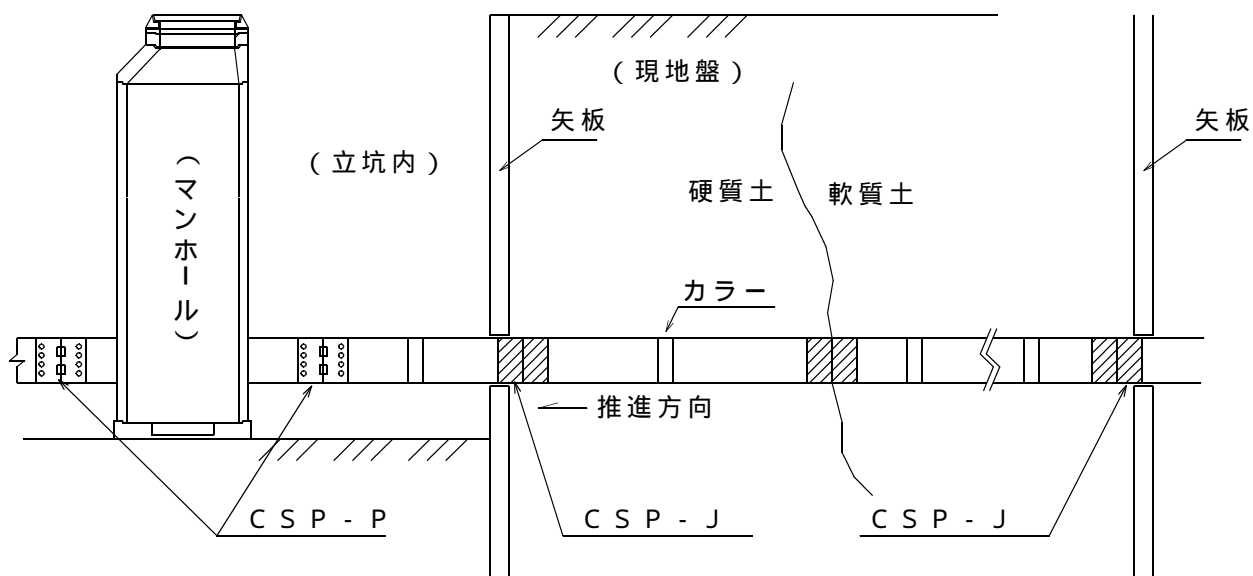 (現地盤)
矢板
矢板
(立坑内)
(マンホール)
硬質土
軟質土
カラー
推進方向
CSP-P
CSP-J
CSP-J